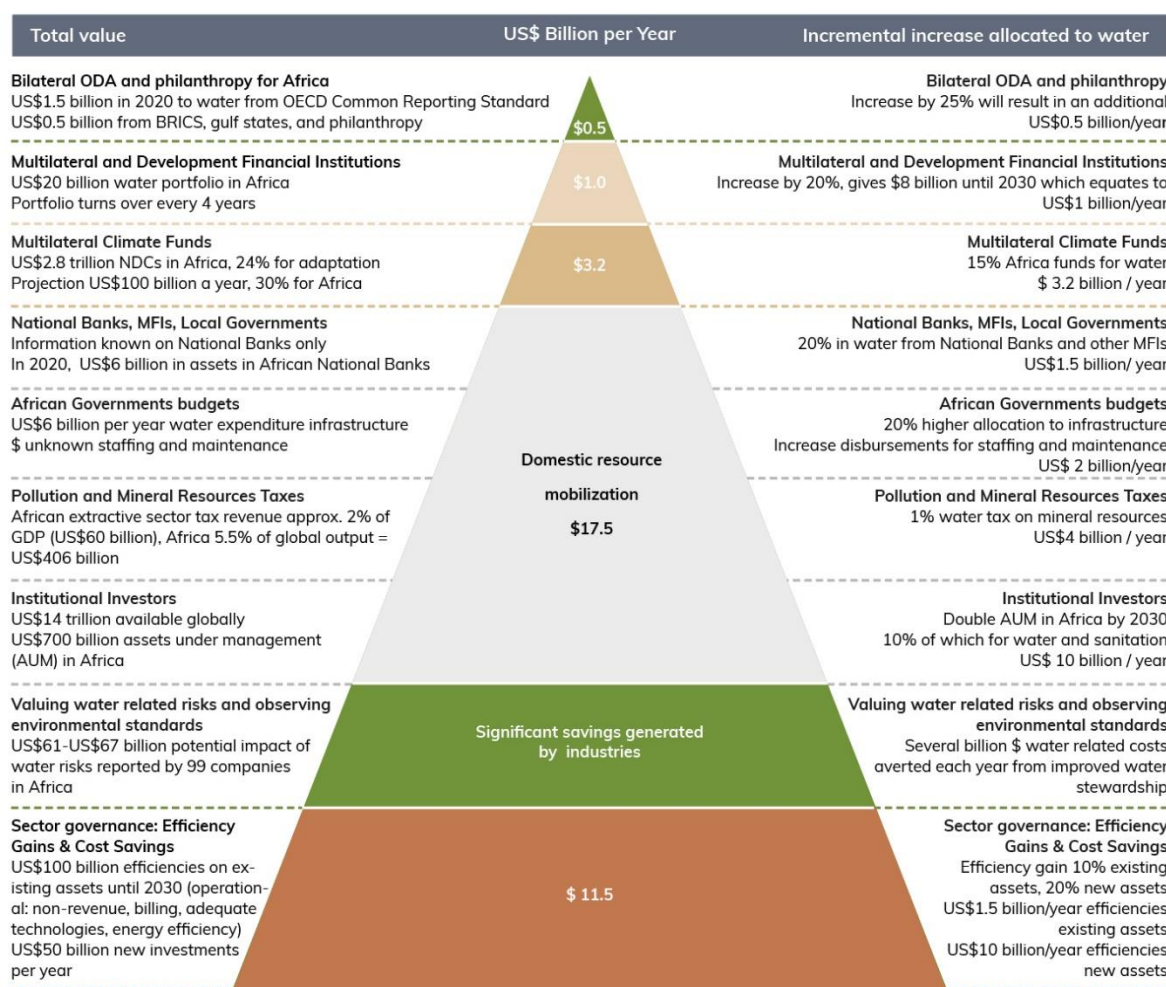 Total value
US$ Billion per Year
Incremental increase allocated to water
Bilateral ODA and philanthropy for Africa
US$1.5 billion in 2020 to water from OECD Common Reporting Standard
US$0.5 billion from BRICS, gulf states, and philanthropy
$0.5
Bilateral ODA and philanthropy
Increase by 25% will result in an additional
US$0.5 billion/year
Multilateral and Development Financial Institutions
US$20 billion water portfolio in Africa
Portfolio turns over every 4 years
$1.0
Multilateral and Development Financial Institutions
Increase by 20%, gives $8 billion until 2030 which equates to
US$1 billion/year
Multilateral Climate Funds
US$2.8 trillion NDCs in Africa, 24% for adaptation
Projection US$100 billion a year, 30% for Africa
$3.2
Multilateral Climate Funds
15% Africa funds for water
$ 3.2 billion / year
National Banks, MFIs, Local Governments
Information known on National Banks only
In 2020, US$6 billion in assets in African National Banks
National Banks, MFIs, Local Governments
20% in water from National Banks and other MFIs
US$1.5 billion/ year
African Governments budgets
US$6 billion per year water expenditure infrastructure
$ unknown staffing and maintenance
African Governments budgets
20% higher allocation to infrastructure
Increase disbursements for staffing and maintenance
US$ 2 billion/year
Domestic resource
mobilization
$17.5
Pollution and Mineral Resources Taxes
African extractive sector tax revenue approx. 2% of
GDP (US$60 billion), Africa 5.5% of global output =
US$406 billion
Pollution and Mineral Resources Taxes
1% water tax on mineral resources
US$4 billion / year
Institutional Investors
US$14 trillion available globally
US$700 billion assets under management
(AUM) in Africa
Institutional Investors
Double AUM in Africa by 2030
10% of which for water and sanitation
US$ 10 billion / year
Valuing water related risks and observing
environmental standards
US$61-US$67 billion potential impact of
water risks reported by 99 companies
in Africa
Significant savings generated
by industries
Valuing water related risks and observing
environmental standards
Several billion $ water related costs
averted each year from improved water
stewardship
Sector governance: Efficiency
Gains & Cost Savings
US$100 billion efficiencies on ex-
isting assets until 2030 (operation-
al: non-revenue, billing, adequate
technologies, energy efficiency)
US$50 billion new investments
per year
$ 11.5
Sector governance: Efficiency
Gains & Cost Savings
Efficiency gain 10% existing
assets, 20% new assets
US$1.5 billion/year efficiencies
existing assets
US$10 billion/year efficiencies
new assets